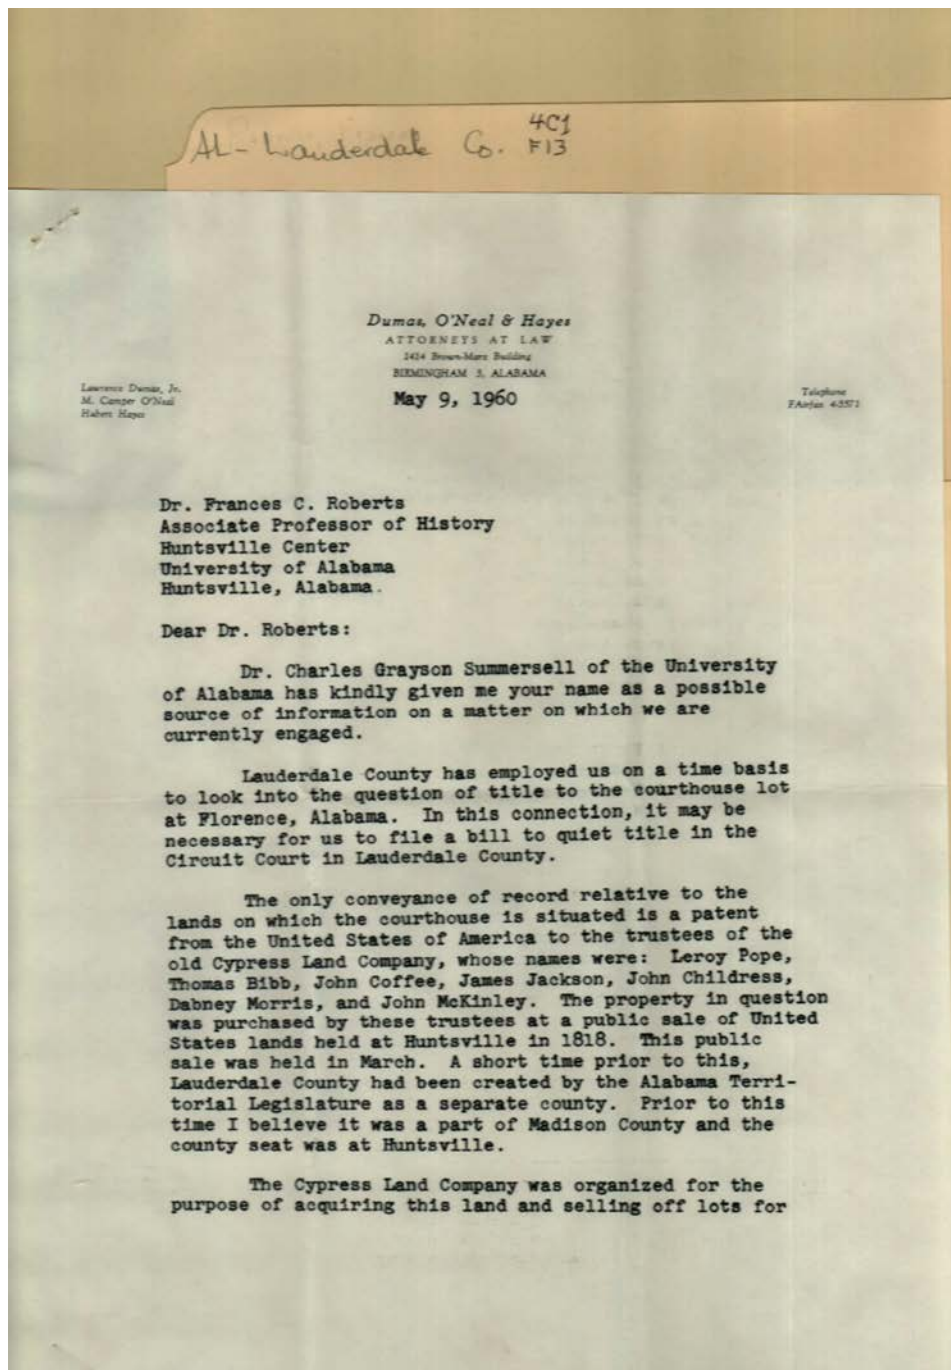 AL- Lauderdale Co. 4C1
F13
Dumas, O'Neal & Hayes
ATTORNEYS AT LAW
2424 Brown-Marx Building
BIRMINGHAM 3, ALABAMA
May 9, 1960
Lawrence Dumas, Jr.
M. Camper O'Neal
Hubert Hayes
Telephone
FAirfax
Dr. Frances C. Roberts
Associate Professor of History
Huntsville Center
University of Alabama
Huntsville, Alabama.
Dear Dr. Roberts:
Dr. Charles Grayson Summersell of the University
of Alabama has kindly given me your name as a possible
source of information on a matter on which we are
currently engaged.
Lauderdale County has employed us on a time basis
to look into the question of title to the courthouse lot
at Florence, Alabama. In this connection, it may be
necessary for us to file a bill to quiet title in the
Circuit Court in Lauderdale County.
The only conveyance of record relative to the
lands on which the courthouse is situated is a patent
from the United States of America to the trustees of the
old Cypress Land Company, whose names were: Leroy Pope,
Thomas Bibb, John Coffee, James Jackson, John Childress,
Dabney Morris, and John McKinley. The property in question
was purchased by these trustees at a public sale of United
States lands held at Huntsville in 1818. This public
sale was held in March. A short time prior to this,
Lauderdale County had been created by the Alabama Terri-
torial Legislature as a separate county. Prior to this
time I believe it was a part of Madison County and the
county seat was at Huntsville.
The Cypress Land Company was organized for the
purpose of acquiring this land and selling off lots for